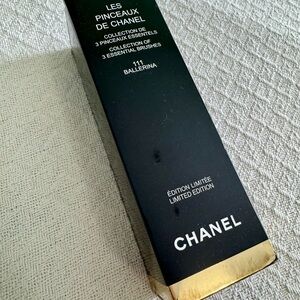 LES
PINCEAUX
DE CHANEL
COLLECTION DE
3 PINCEAUX ESSENTIELS
COLLECTION OF
3 ESSENTIAL BRUSHES
111
BALLERINA
ÉDITION LIMITÉE
LIMITED EDITION
CHANEL